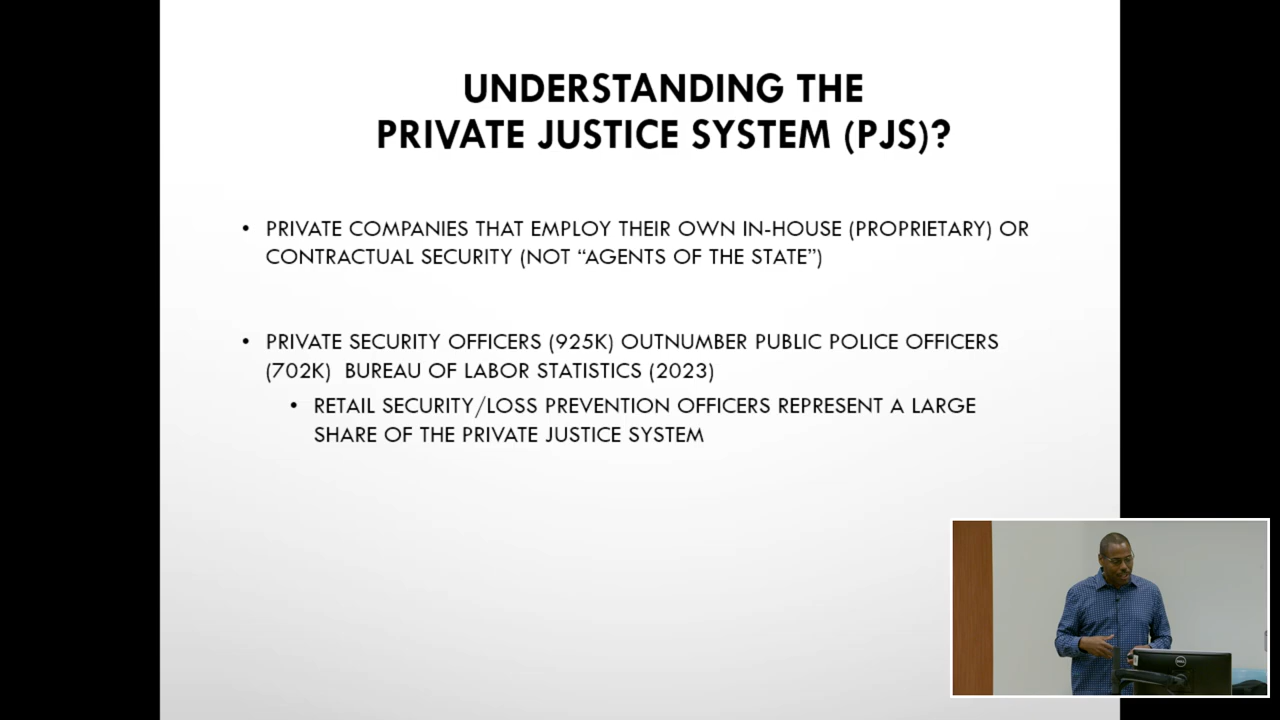 UNDERSTANDING THE
PRIVATE JUSTICE SYSTEM (PJS)?
• PRIVATE COMPANIES THAT EMPLOY THEIR OWN IN-HOUSE (PROPRIETARY) OR
CONTRACTUAL SECURITY (NOT “AGENTS OF THE STATE”)
• PRIVATE SECURITY OFFICERS (925K) OUTNUMBER PUBLIC POLICE OFFICERS
(702K)  BUREAU OF LABOR STATISTICS (2023)
• RETAIL SECURITY/LOSS PREVENTION OFFICERS REPRESENT A LARGE
SHARE OF THE PRIVATE JUSTICE SYSTEM
DELL